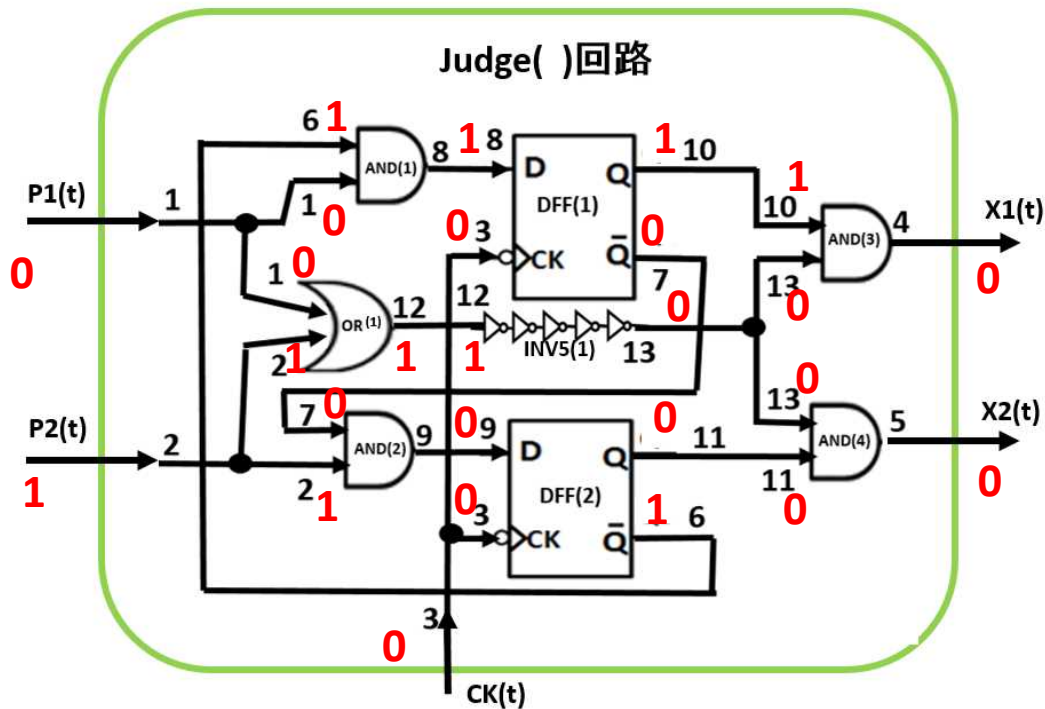 Judge( )回路
6 1
8 1 8
1 10
D
Q
AND(1)
DFF(1)
P1(t)
1
1 0
0 3
0
1
10
4
X1(t)
AND(3)
CK
Q̅
0
1 0
7
13
0
0
OR(1)
12
12
0
INV5(1)
13
2 1
1
1
0
P2(t)
2
7 0
0 9
0
13
5
X2(t)
AND(2)
9
D
Q
11
AND(4)
11
1
2 1
DFF(2)
0
0
0 3
CK
Q̅
1 6
3
0
CK(t)